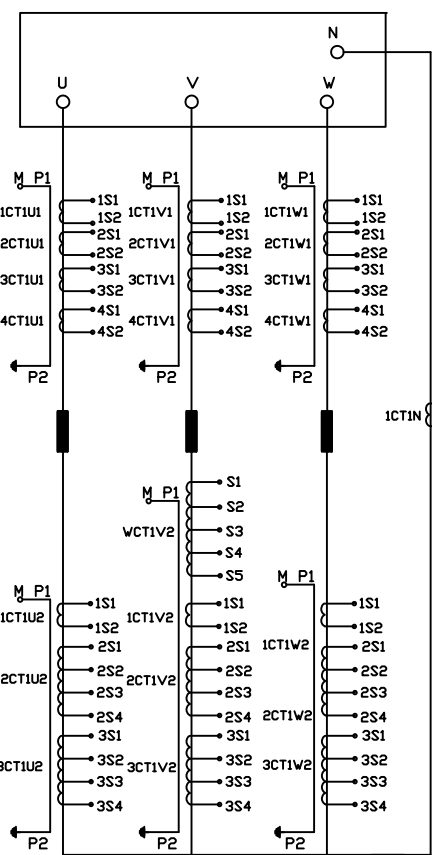 N
U V W
M P1 M P1 M P1
1S1 1S1 1S1
1CT1U1 1CT1V1 1CT1W1
1S2 1S2 1S2
2S1 2S1 2S1
2CT1U1 2CT1V1 2CT1W1
2S2 2S2 2S2
3S1 3S1 3S1
3CT1U1 3CT1V1 3CT1W1
3S2 3S2 3S2
4S1 4S1 4S1
4CT1U1 4CT1V1 4CT1W1
4S2 4S2 4S2
P2 P2 P2
1CT1N
S1
M P1
S2
WCT1V2 S3
S4
S5
M P1
M P1
1S1 1S1 1S1
1CT1U2 1CT1V2
1S2 1S2 1S2
1CT1W2
2S1 2S1 2S1
2S2 2S2 2S2
2CT1U2 2CT1V2
2S3 2S3 2S3
2CT1W2
2S4 2S4 2S4
3S1 3S1 3S1
3S2 3S2 3S2
3CT1U2 3CT1V2 3CT1W2
3S3 3S3 3S3
3S4 3S4 3S4
P2 P2 P2